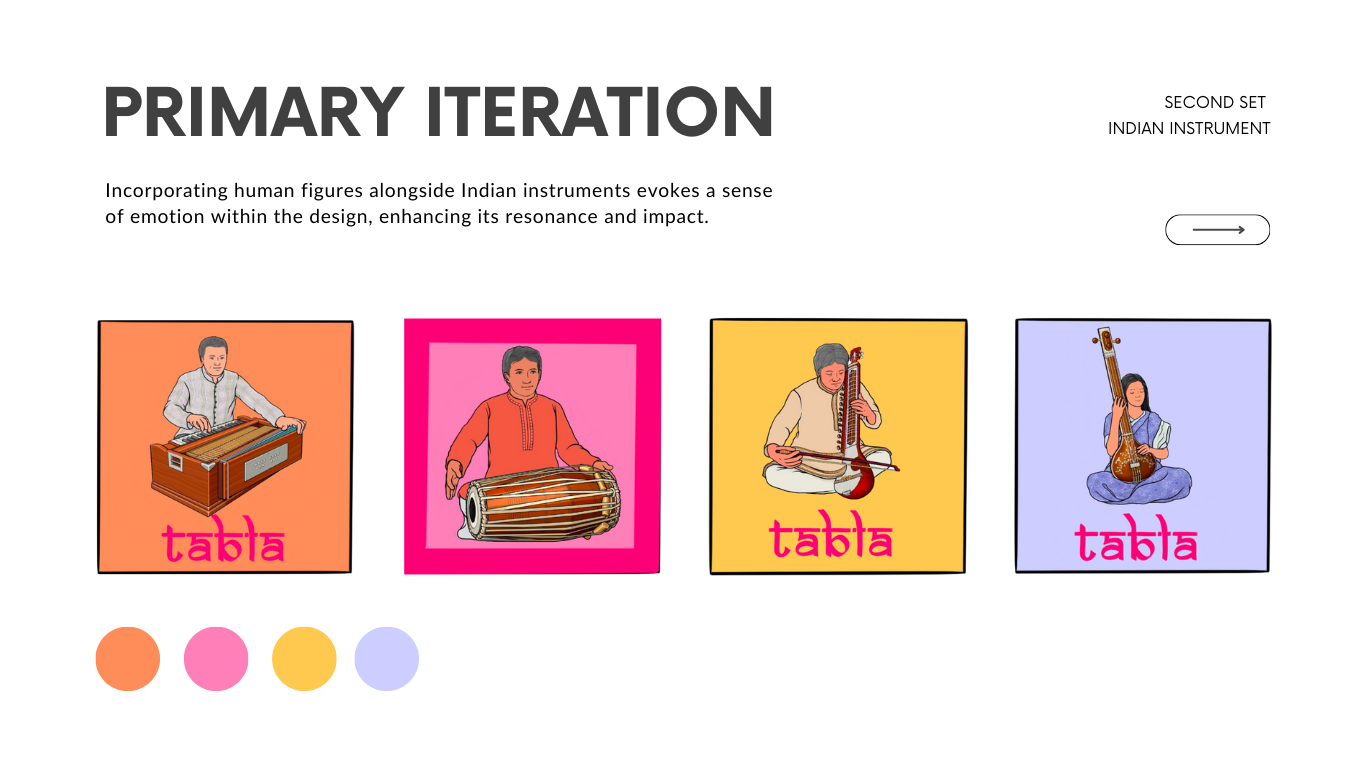 PRIMARY ITERATION
SECOND SET
INDIAN INSTRUMENT
Incorporating human figures alongside Indian instruments evokes a sense
of emotion within the design, enhancing its resonance and impact.
tabla
tabla
tabla